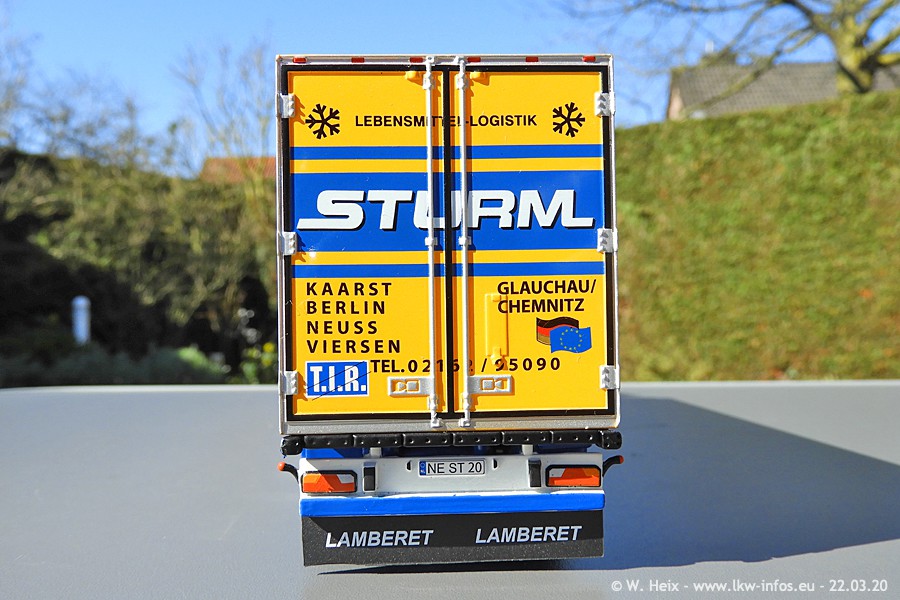 LEBENSMITTEL-LOGISTIK
STURM
KAARST
BERLIN
NEUSS
VIERSEN
GLAUCHAU/
CHEMNITZ
T.I.R.
TEL.02162/95090
NE ST 20
LAMBERET LAMBERET
© W. Heix - www.lkw-infos.eu - 22.03.20